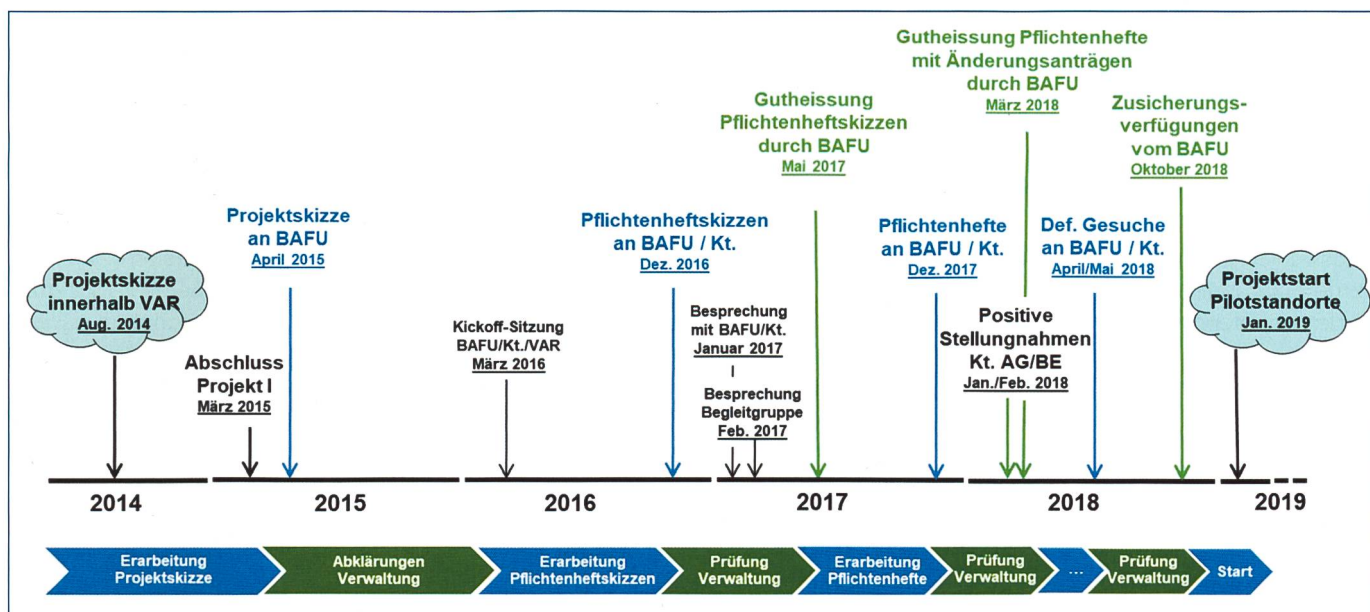 Projektskizze
innerhalb VAR
Aug. 2014
Abschluss
Projekt I
März 2015
Projektskizze
an BAFU
April 2015
Kickoff-Sitzung
BAFU/Kt./VAR
März 2016
Pflichtenheftskizzen
an BAFU / Kt.
Dez. 2016
Besprechung
mit BAFU/Kt.
Januar 2017
Besprechung
Begleitgruppe
Feb. 2017
Gutheissung
Pflichtenheftskizzen
durch BAFU
Mai 2017
Pflichtenhefte
an BAFU / Kt.
Dez. 2017
Positive
Stellungnahmen
Kt. AG/BE
Jan./Feb. 2018
Gutheissung Pflichtenhefte
mit Änderungsanträgen
durch BAFU
März 2018
Def. Gesuche
an BAFU / Kt.
April/Mai 2018
Zusicherungs-
verfügungen
vom BAFU
Oktober 2018
Projektstart
Pilotstandorte
Jan. 2019
2014
2015
2016
2017
2018
2019
Erarbeitung
Projektskizze
Abklärungen
Verwaltung
Erarbeitung
Pflichtenheftskizzen
Prüfung
Verwaltung
Erarbeitung
Pflichtenhefte
Prüfung
Verwaltung
...
Prüfung
Verwaltung
Start